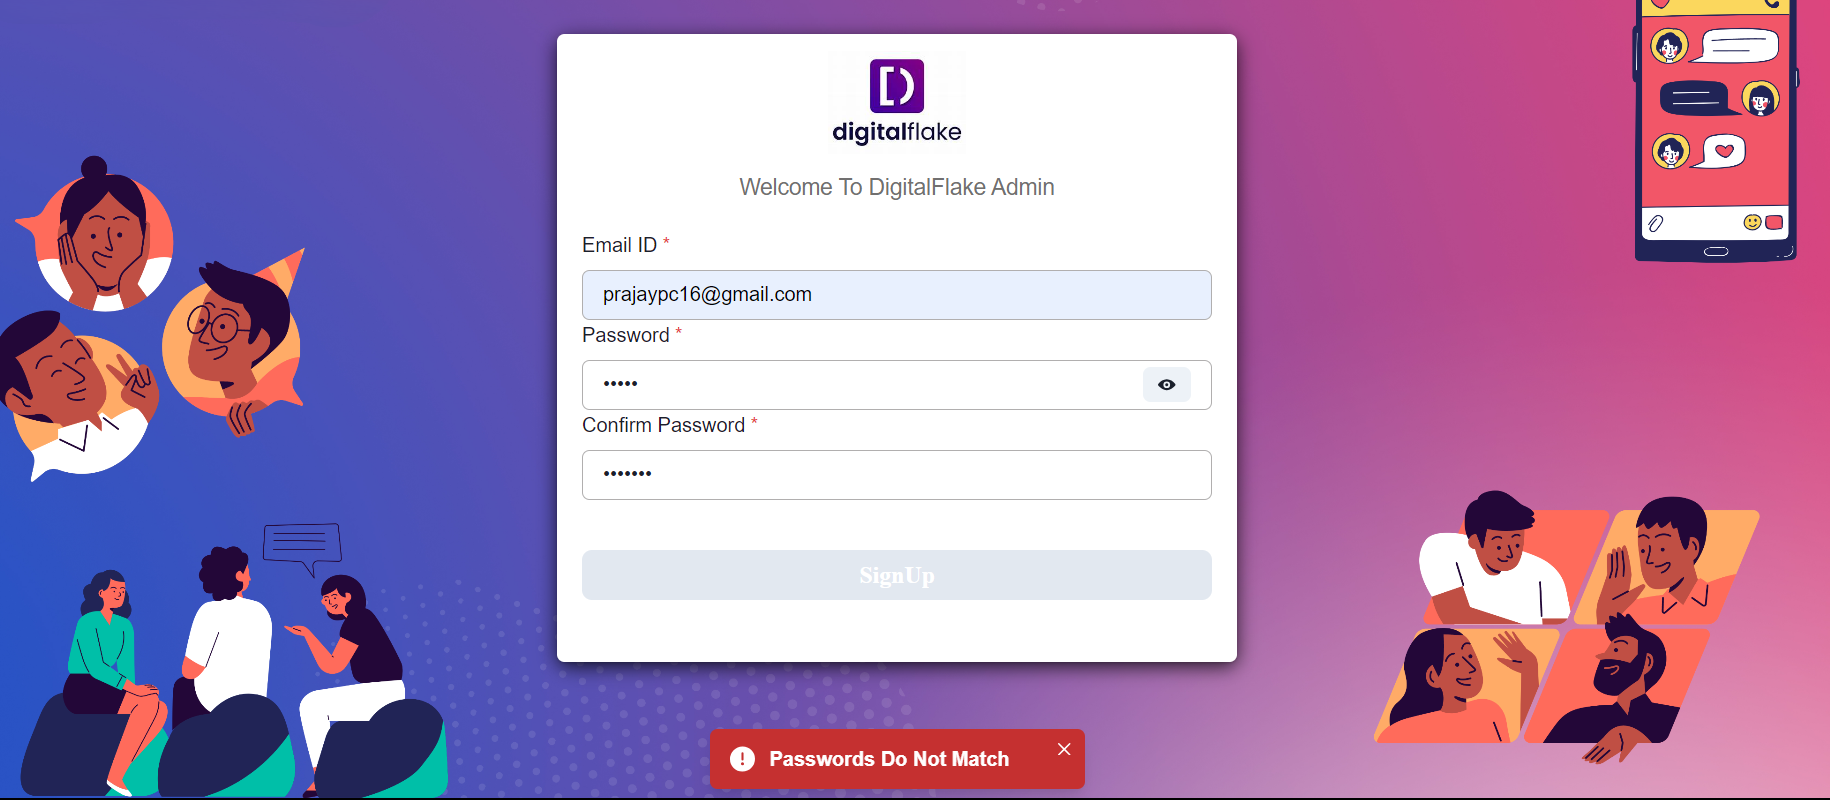 digitalflake
Welcome To DigitalFlake Admin
Email ID *
prajaypc16@gmail.com
Password *
•••••
Confirm Password *
•••••••
SignUp
Passwords Do Not Match